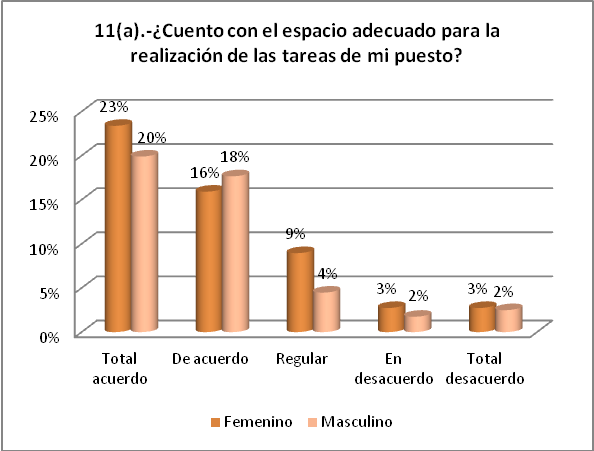 11(a).-¿Cuento con el espacio adecuado para la
realización de las tareas de mi puesto?
25%
20%
15%
10%
5%
0%
23%
20%
16%
18%
9%
4%
3%
2%
3%
2%
Total
acuerdo
De acuerdo
Regular
En
desacuerdo
Total
desacuerdo
Femenino
Masculino